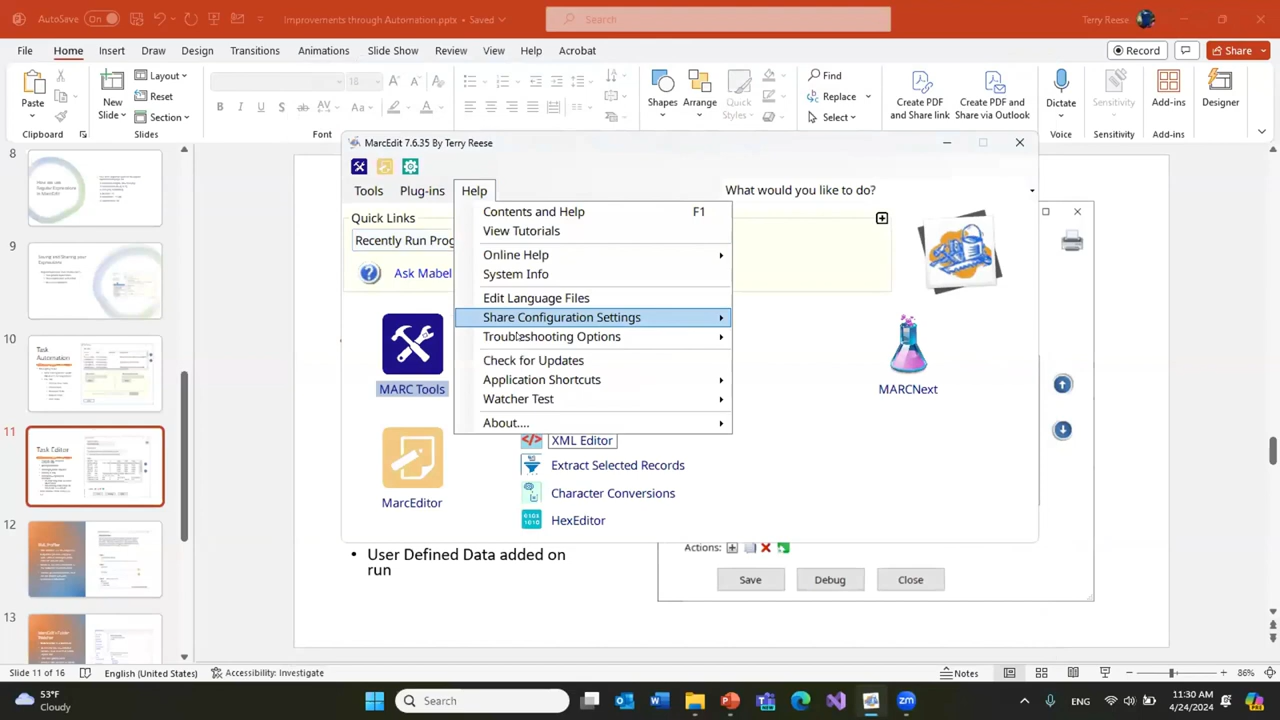 AutoSave
On
Improvements through Automation.pptx • Saved
Search
Terry Reese
File
Home
Insert
Draw
Design
Transitions
Animations
Slide Show
Review
View
Help
Acrobat
Record
Share
Paste
New
Slide
Layout
Reset
Section
18
B
I
U
S
ab
AV
Aa
A
Shapes
Arrange
Quick
Styles
Find
Replace
Select
Create PDF
and Share link
Create PDF and
Share via Outlook
Dictate
Sensitivity
Add-ins
Designer
Clipboard
Slides
Font
Voice
Sensitivity
Add-ins
MarcEdit 7.6.35 By Terry Reese
Tools
Plug-ins
Help
What would you like to do?
Quick Links
Recently Run Prog
Ask Mabel
Contents and Help F1
View Tutorials
Online Help
System Info
Edit Language Files
Share Configuration Settings
Troubleshooting Options
Check for Updates
Application Shortcuts
Watcher Test
About....
MARC Tools
MARCNext
MarcEditor
XML Editor
Extract Selected Records
Character Conversions
HexEditor
• User Defined Data added on
run
Actions:
Save
Debug
Close
8
9
10
Task
Automation
11
Task Editor
12
13
Slide 11 of 16
English (United States)
Accessibility: Investigate
Notes
86%
53°F
Cloudy
Search
ENG
11:30 AM
4/24/2024